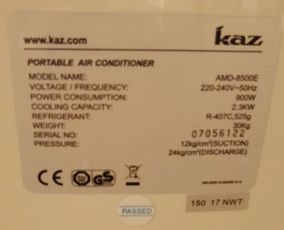 www.kaz.com kaz
PORTABLE AIR CONDITIONER
MODEL NAME: AMD-8500E
VOLTAGE / FREQUENCY: 220-240V~50Hz
POWER CONSUMPTION: 900W
COOLING CAPACITY: 2.3KW
REFRIGERANT: R-407C,525g
WEIGHT: 30Kg
SERIAL NO: 07056122
PRESSURE: 12kg/cm²(SUCTION)
24kg/cm²(DISCHARGE)
CE GS
PASSED
150 17 NWT